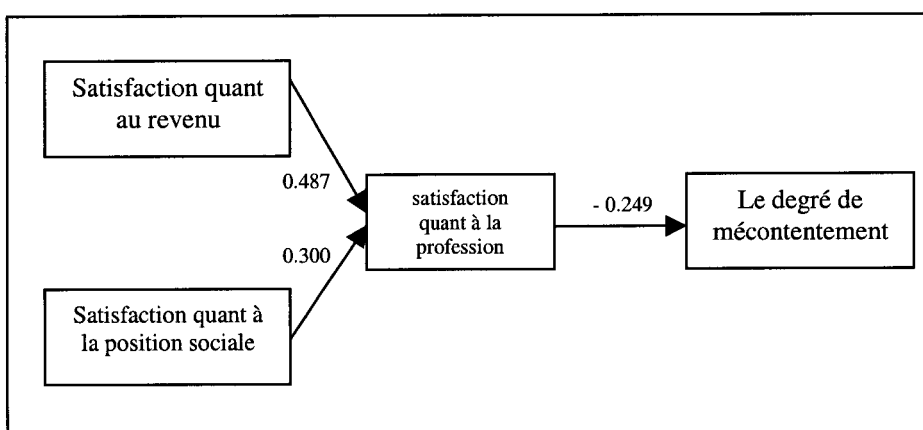 Satisfaction quant
au revenu
0.487
satisfaction
quant à la
profession
- 0.249
Le degré de
mécontentement
0.300
Satisfaction quant à
la position sociale